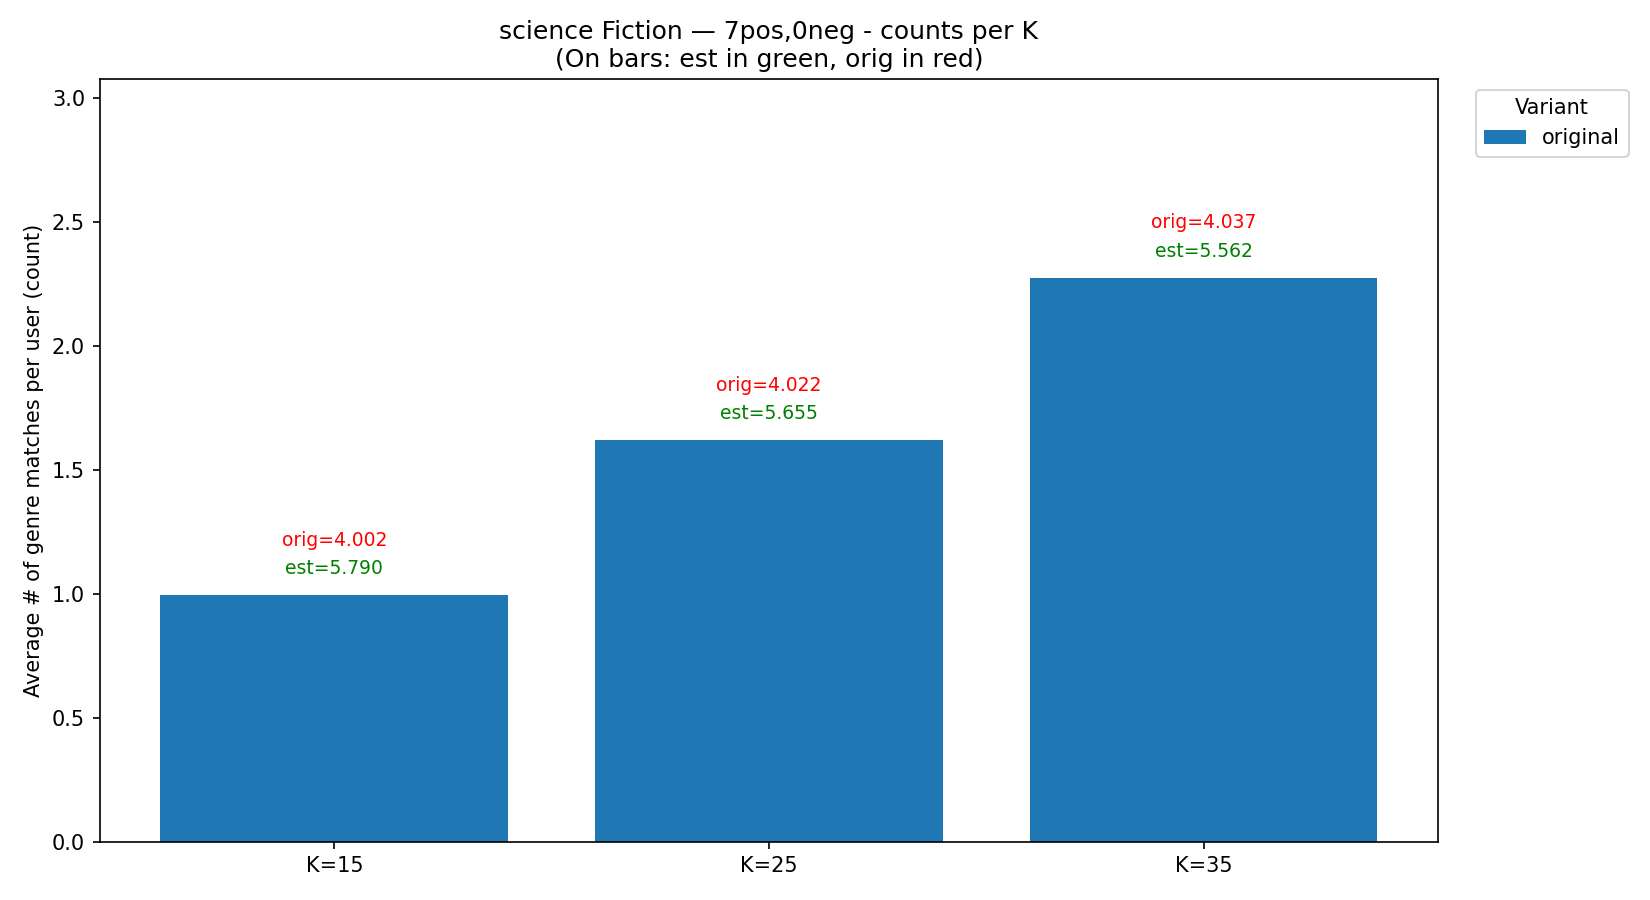 science Fiction — 7pos,0neg - counts per K
(On bars: est in green, orig in red)
Variant
original
Average # of genre matches per user (count)
3.0
2.5
2.0
1.5
1.0
0.5
0.0
orig=4.002
est=5.790
orig=4.022
est=5.655
orig=4.037
est=5.562
K=15
K=25
K=35